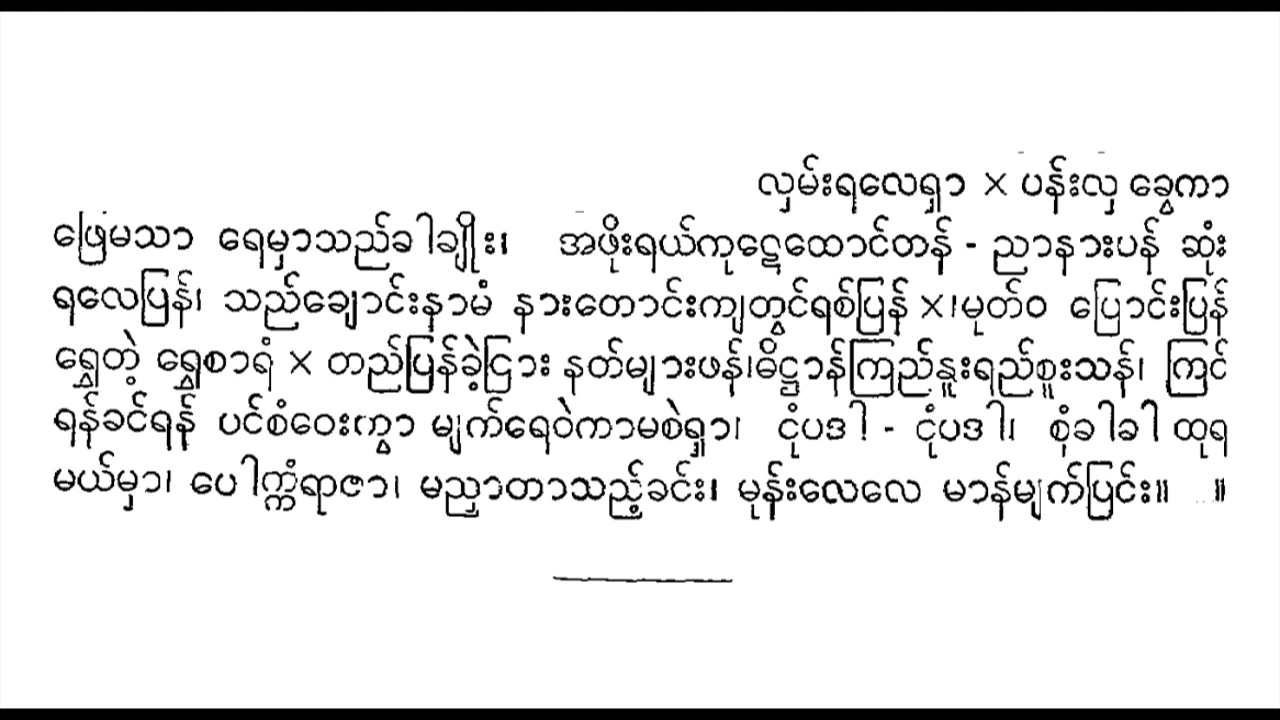 လှမ်းရလေရှာ × ပန်းလှ ခွေကာ
ဖြေမသာ ရေမှာသည်ခါချိုး၊ အဖိုးရယ်ကုဋေထောင်တန် - ညာနားပန် ဆုံး
ရလေပြန်၊ သည်ချောင်းနှာမံ နားတောင်းကျတွင်ရစ်ပြန် ×၊မုတ်ဝ ပြောင်းပြန်
ရွှေတဲ့ ရွှေစာရံ × တည်ပြန်ခဲ့ငြား နတ်များဖန်၊ဓိဋ္ဌာန်ကြည်နူးရည်စူးသန်၊ ကြင်
ရန်ခင်ရန် ပင်စံဝေးကွာ မျက်ရေဝဲကာမစဲရှာ၊ ငုံပဒါ - ငုံပဒါ၊ စုံခါခါ ထုရ
မယ်မှာ၊ ပေါက္ကံရာဇာ၊ မညှာတာသည့်ခင်း၊ မုန်းလေလေ မာန်မျက်ပြင်း။ ။